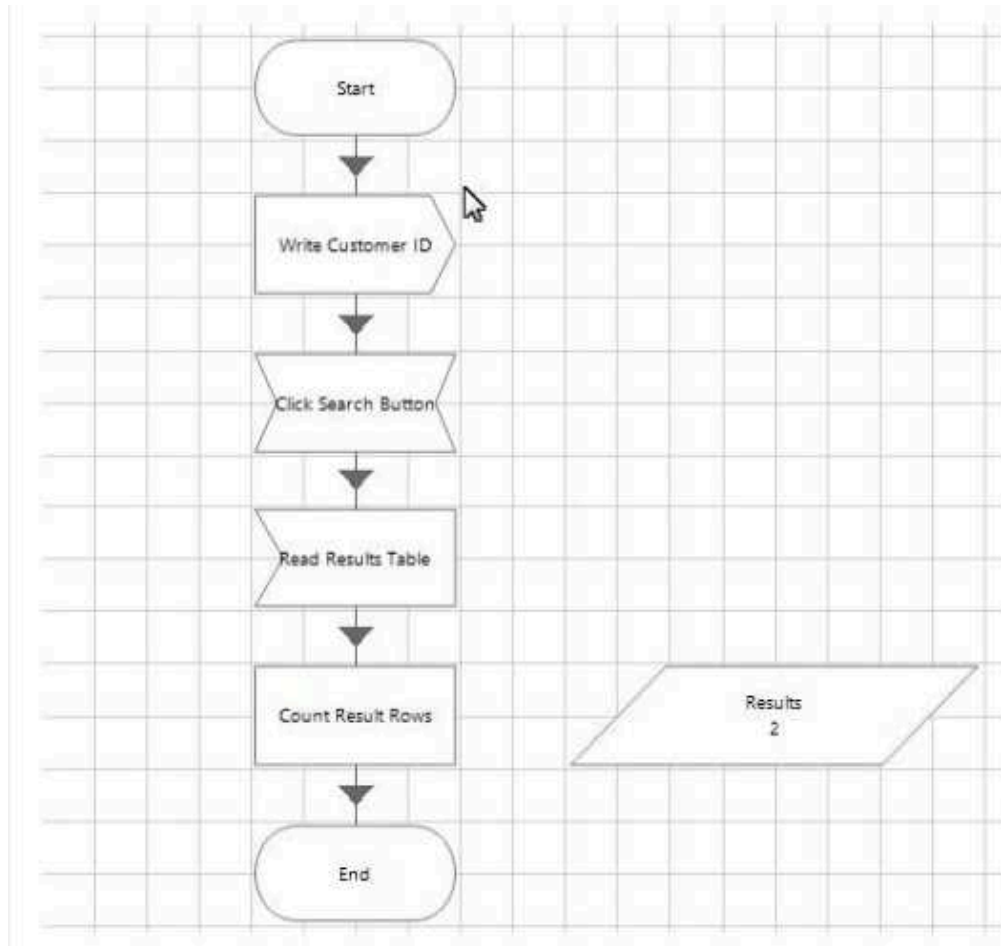 Start
Write Customer ID
Click Search Button
Read Results Table
Count Result Rows
Results
2
End